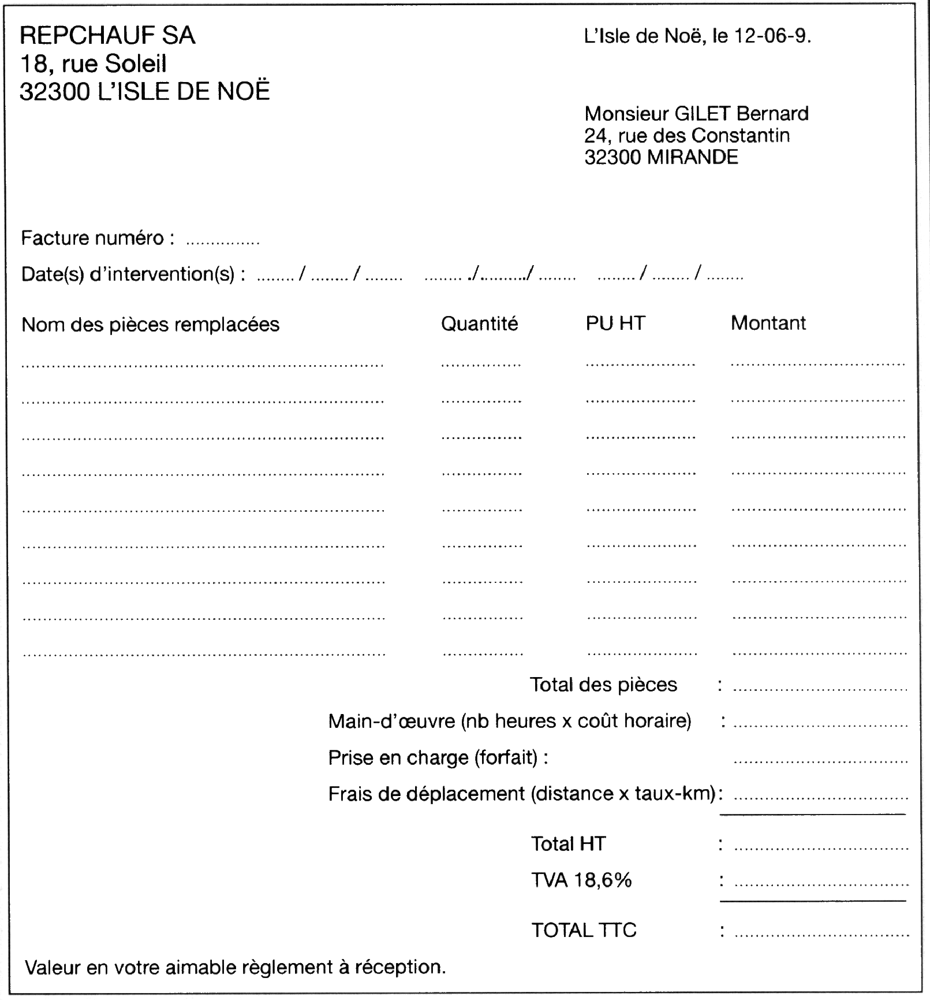 REPCHAUF SA
18, rue Soleil
32300 L'ISLE DE NOË
L'Isle de Noë, le 12-06-9.
Monsieur GILET Bernard
24, rue des Constantin
32300 MIRANDE
Facture numéro : ...............
Date(s) d'intervention(s) : ........ / ........ / ........ ........ ./........../ ........ ........ / ........ / ........
Nom des pièces remplacées Quantité PU HT Montant
Total des pièces :
Main-d'œuvre (nb heures x coût horaire) :
Prise en charge (forfait) :
Frais de déplacement (distance x taux-km):
Total HT :
TVA 18,6% :
TOTAL TTC :
Valeur en votre aimable règlement à réception.